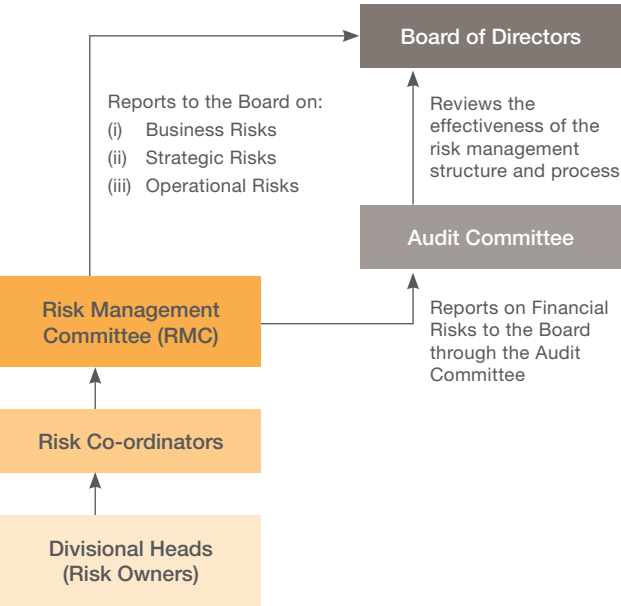 Board of Directors
Reports to the Board on:
(i) Business Risks
(ii) Strategic Risks
(iii) Operational Risks
Reviews the
effectiveness of the
risk management
structure and process
Audit Committee
Risk Management
Committee (RMC)
Reports on Financial
Risks to the Board
through the Audit
Committee
Risk Co-ordinators
Divisional Heads
(Risk Owners)